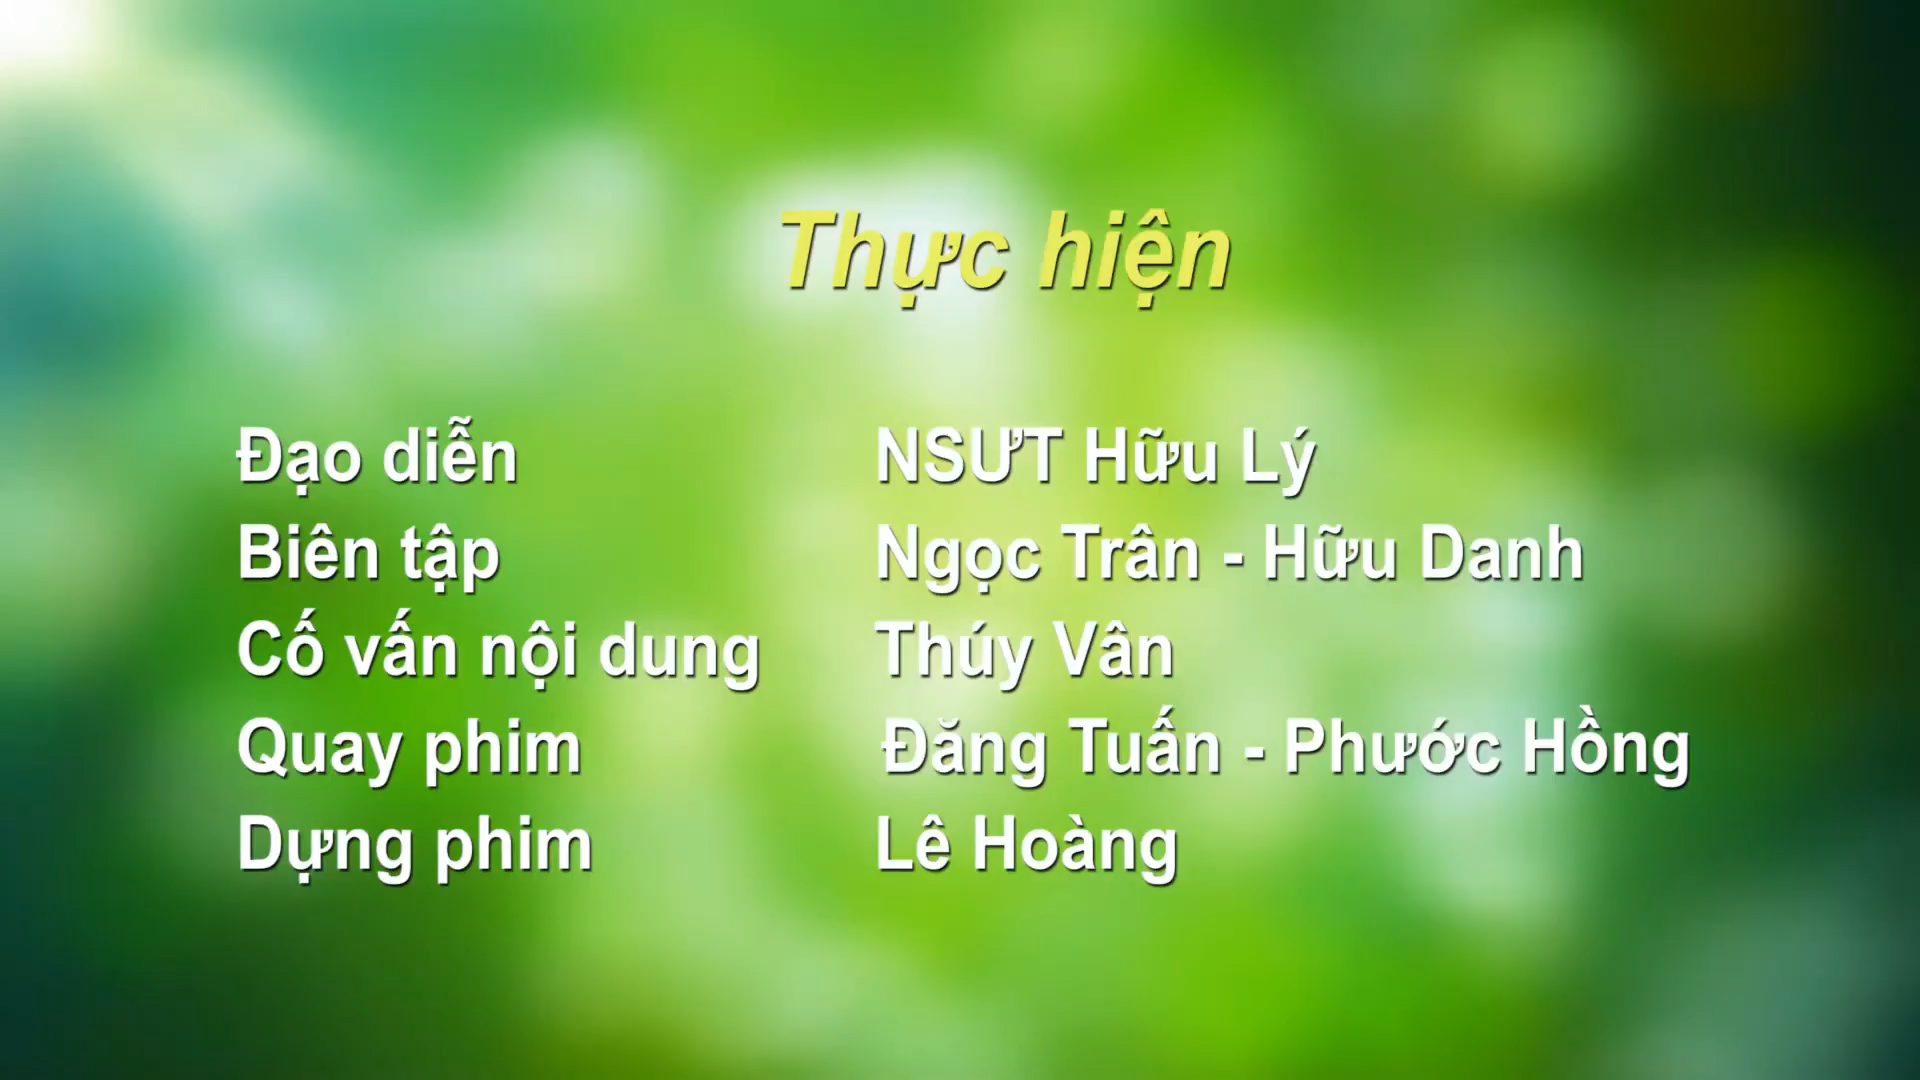 Thực hiện
Đạo diễn NSƯT Hữu Lý
Biên tập Ngọc Trân - Hữu Danh
Cố vấn nội dung Thúy Vân
Quay phim Đăng Tuấn - Phước Hồng
Dựng phim Lê Hoàng